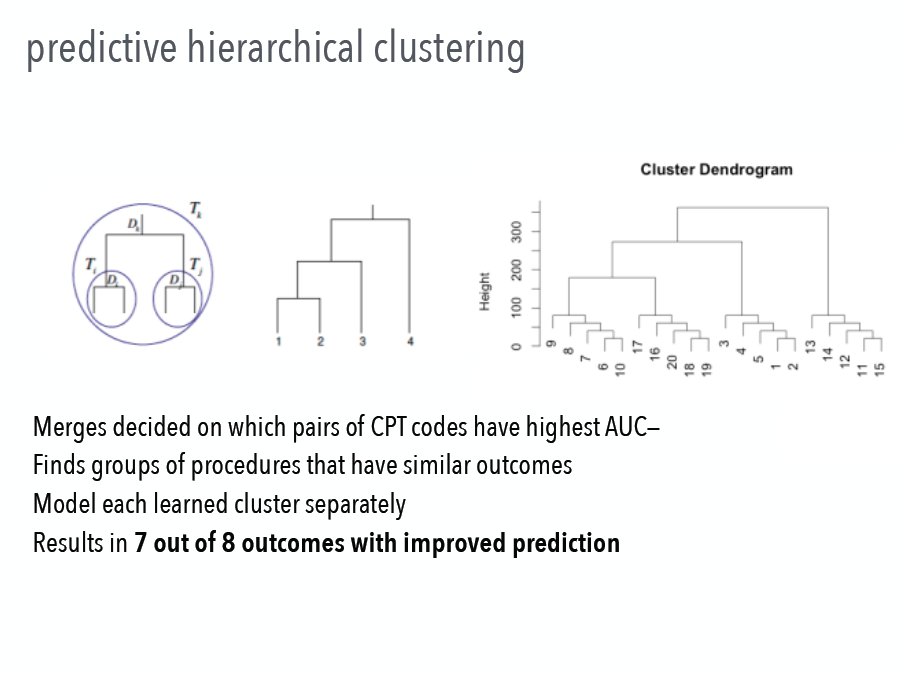 predictive hierarchical clustering
Cluster Dendrogram
T_k
D_k
T_i
T_j
D_i
D_j
1 2 3 4
Height
0 100 200 300
9 8 7 6 10 17 16 20 18 19 3 4 5 1 2 13 14 12 11 15
Merges decided on which pairs of CPT codes have highest AUC–
Finds groups of procedures that have similar outcomes
Model each learned cluster separately
Results in 7 out of 8 outcomes with improved prediction